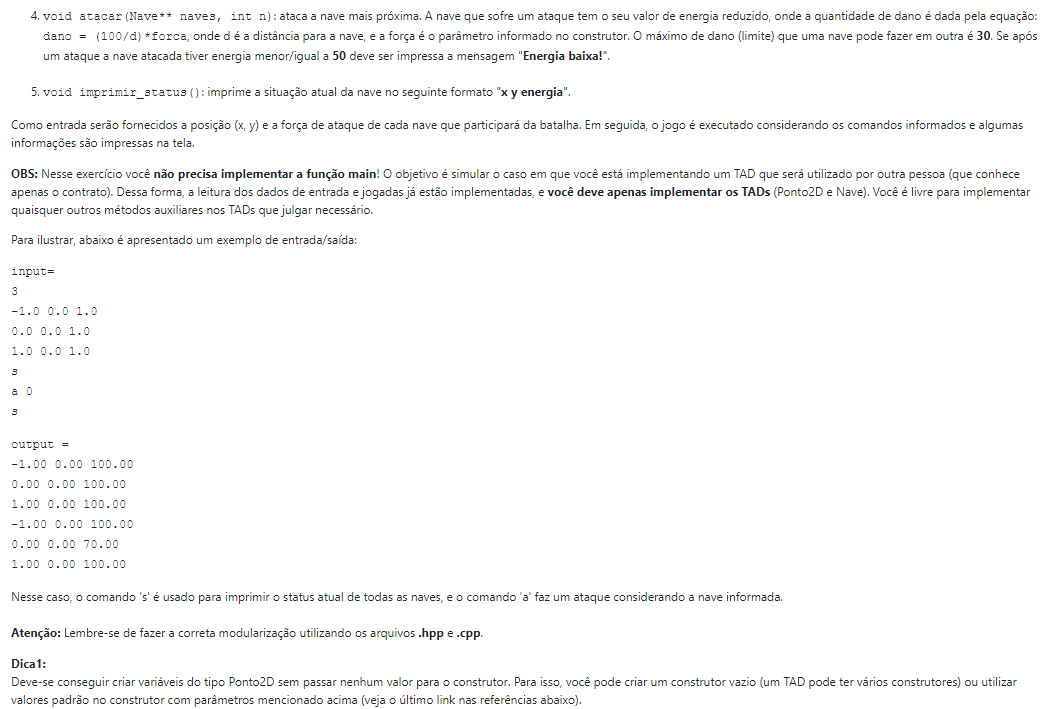 4. void atacar(Nave** naves, int n): ataca a nave mais próxima. A nave que sofre um ataque tem o seu valor de energia reduzido, onde a quantidade de dano é dada pela equação:
dano = (100/d)*forca, onde d é a distância para a nave, e a força é o parâmetro informado no construtor. O máximo de dano (limite) que uma nave pode fazer em outra é 30. Se após
um ataque a nave atacada tiver energia menor/igual a 50 deve ser impressa a mensagem "Energia baixa!".
5. void imprimir_status(): imprime a situação atual da nave no seguinte formato "x y energia".
Como entrada serão fornecidos a posição (x, y) e a força de ataque de cada nave que participará da batalha. Em seguida, o jogo é executado considerando os comandos informados e algumas
informações são impressas na tela.
OBS: Nesse exercício você não precisa implementar a função main! O objetivo é simular o caso em que você está implementando um TAD que será utilizado por outra pessoa (que conhece
apenas o contrato). Dessa forma, a leitura dos dados de entrada e jogadas já estão implementadas, e você deve apenas implementar os TADs (Ponto2D e Nave). Você é livre para implementar
quaisquer outros métodos auxiliares nos TADs que julgar necessário.
Para ilustrar, abaixo é apresentado um exemplo de entrada/saída:
input=
3
-1.0 0.0 1.0
0.0 0.0 1.0
1.0 0.0 1.0
s
a 0
s
output =
-1.00 0.00 100.00
0.00 0.00 100.00
1.00 0.00 100.00
-1.00 0.00 100.00
0.00 0.00 70.00
1.00 0.00 100.00
Nesse caso, o comando 's' é usado para imprimir o status atual de todas as naves, e o comando 'a' faz um ataque considerando a nave informada.
Atenção: Lembre-se de fazer a correta modularização utilizando os arquivos .hpp e .cpp.
Dica1:
Deve-se conseguir criar variáveis do tipo Ponto2D sem passar nenhum valor para o construtor. Para isso, você pode criar um construtor vazio (um TAD pode ter vários construtores) ou utilizar
valores padrão no construtor com parâmetros mencionado acima (veja o último link nas referências abaixo).